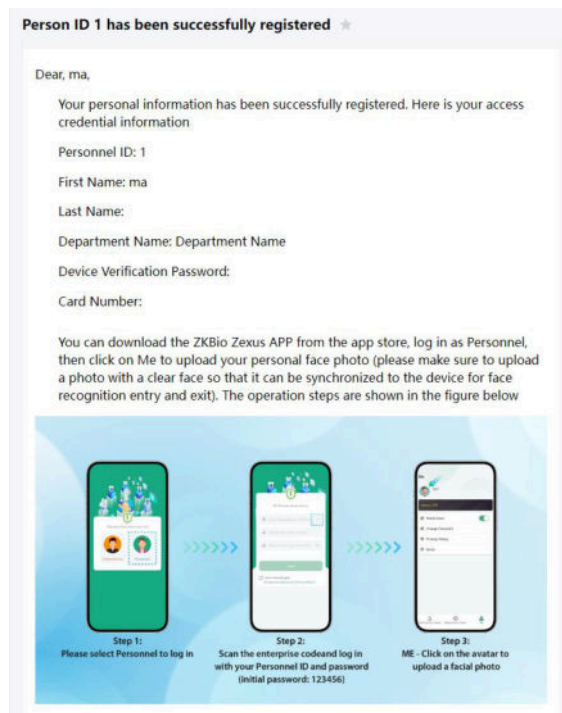 Person ID 1 has been successfully registered
Dear, ma,
Your personal information has been successfully registered. Here is your access
credential information
Personnel ID: 1
First Name: ma
Last Name:
Department Name: Department Name
Device Verification Password:
Card Number:
You can download the ZKBio Zexus APP from the app store, log in as Personnel,
then click on Me to upload your personal face photo (please make sure to upload
a photo with a clear face so that it can be synchronized to the device for face
recognition entry and exit). The operation steps are shown in the figure below
Step 1:
Please select Personnel to log in
Step 2:
Scan the enterprise codeand log in
with your Personnel ID and password
(initial password: 123456)
Step 3:
ME - Click on the avatar to
upload a facial photo